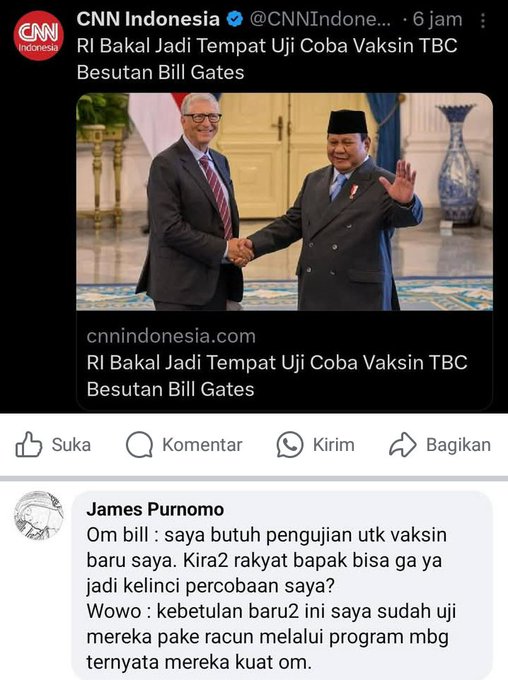 CNN Indonesia @CNNIndone... · 6 jam
CNN
Indonesia
RI Bakal Jadi Tempat Uji Coba Vaksin TBC
Besutan Bill Gates
cnnindonesia.com
RI Bakal Jadi Tempat Uji Coba Vaksin TBC
Besutan Bill Gates
Suka Komentar Kirim Bagikan
James Purnomo
Om bill : saya butuh pengujian utk vaksin
baru saya. Kira2 rakyat bapak bisa ga ya
jadi kelinci percobaan saya?
Wowo : kebetulan baru2 ini saya sudah uji
mereka pake racun melalui program mbg
ternyata mereka kuat om.